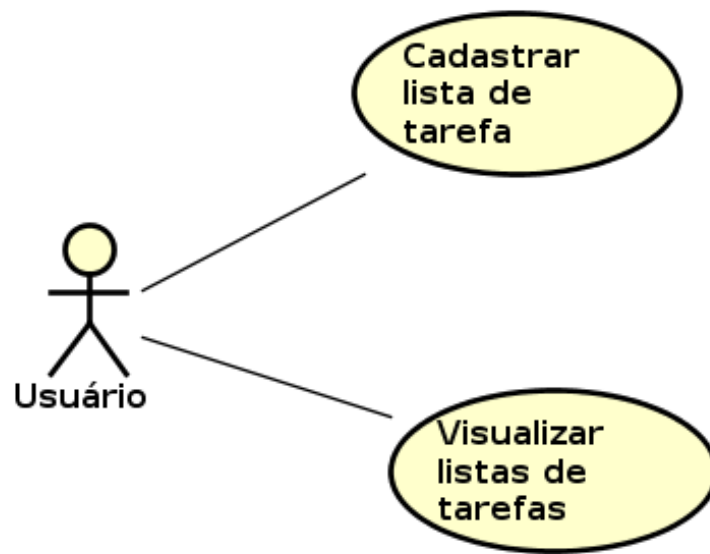 Cadastrar
lista de
tarefa
Usuário
Visualizar
listas de
tarefas